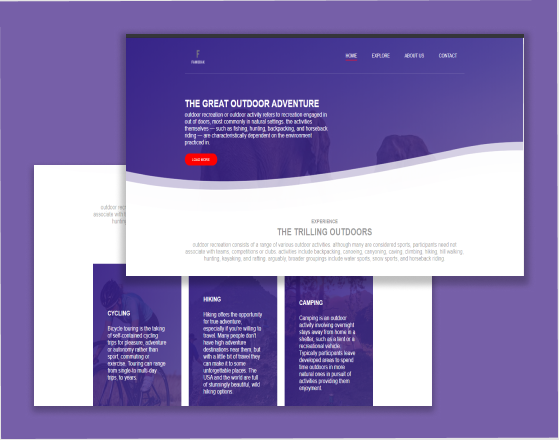 HOME EXPLORE ABOUT US CONTACT
THE GREAT OUTDOOR ADVENTURE
outdoor recreation or outdoor activity refers to recreation engaged in
out of doors, most commonly in natural settings. the activities
themselves — such as fishing, hunting, backpacking, and horseback
riding — are characteristically dependent on the environment
practiced in.
LOAD MORE
EXPERIENCE
THE TRILLING OUTDOORS
outdoor recreation consists of a range of various outdoor activities. although many are considered sports, participants need not
associate with teams, competitions or clubs. activities include backpacking, canoeing, canyoning, caving, climbing, hiking, hill walking,
hunting, kayaking, and rafting. arguably, broader groupings include water sports, snow sports, and horseback riding
outdoor rec
associate with t
hunting
CYCLING
Bicycle touring is the taking
of self-contained cycling
trips for pleasure, adventure
or autonomy rather than
sport, commuting or
exercise. Touring can range
from single-to multi-day
trips, to years.
HIKING
Hiking offers the opportunity
for true adventure,
especially if you're willing to
travel. Many people don't
have high adventure
destinations near them, but
with a little bit of travel they
can make it to some
unforgettable places. The
USA and the world are full
of stunningly beautiful, wild
hiking options.
CAMPING
Camping is an outdoor
activity involving overnight
stays away from home in a
shelter, such as a tent or a
recreational vehicle.
Typically participants leave
developed areas to spend
time outdoors in more
natural ones in pursuit of
activities providing them
enjoyment